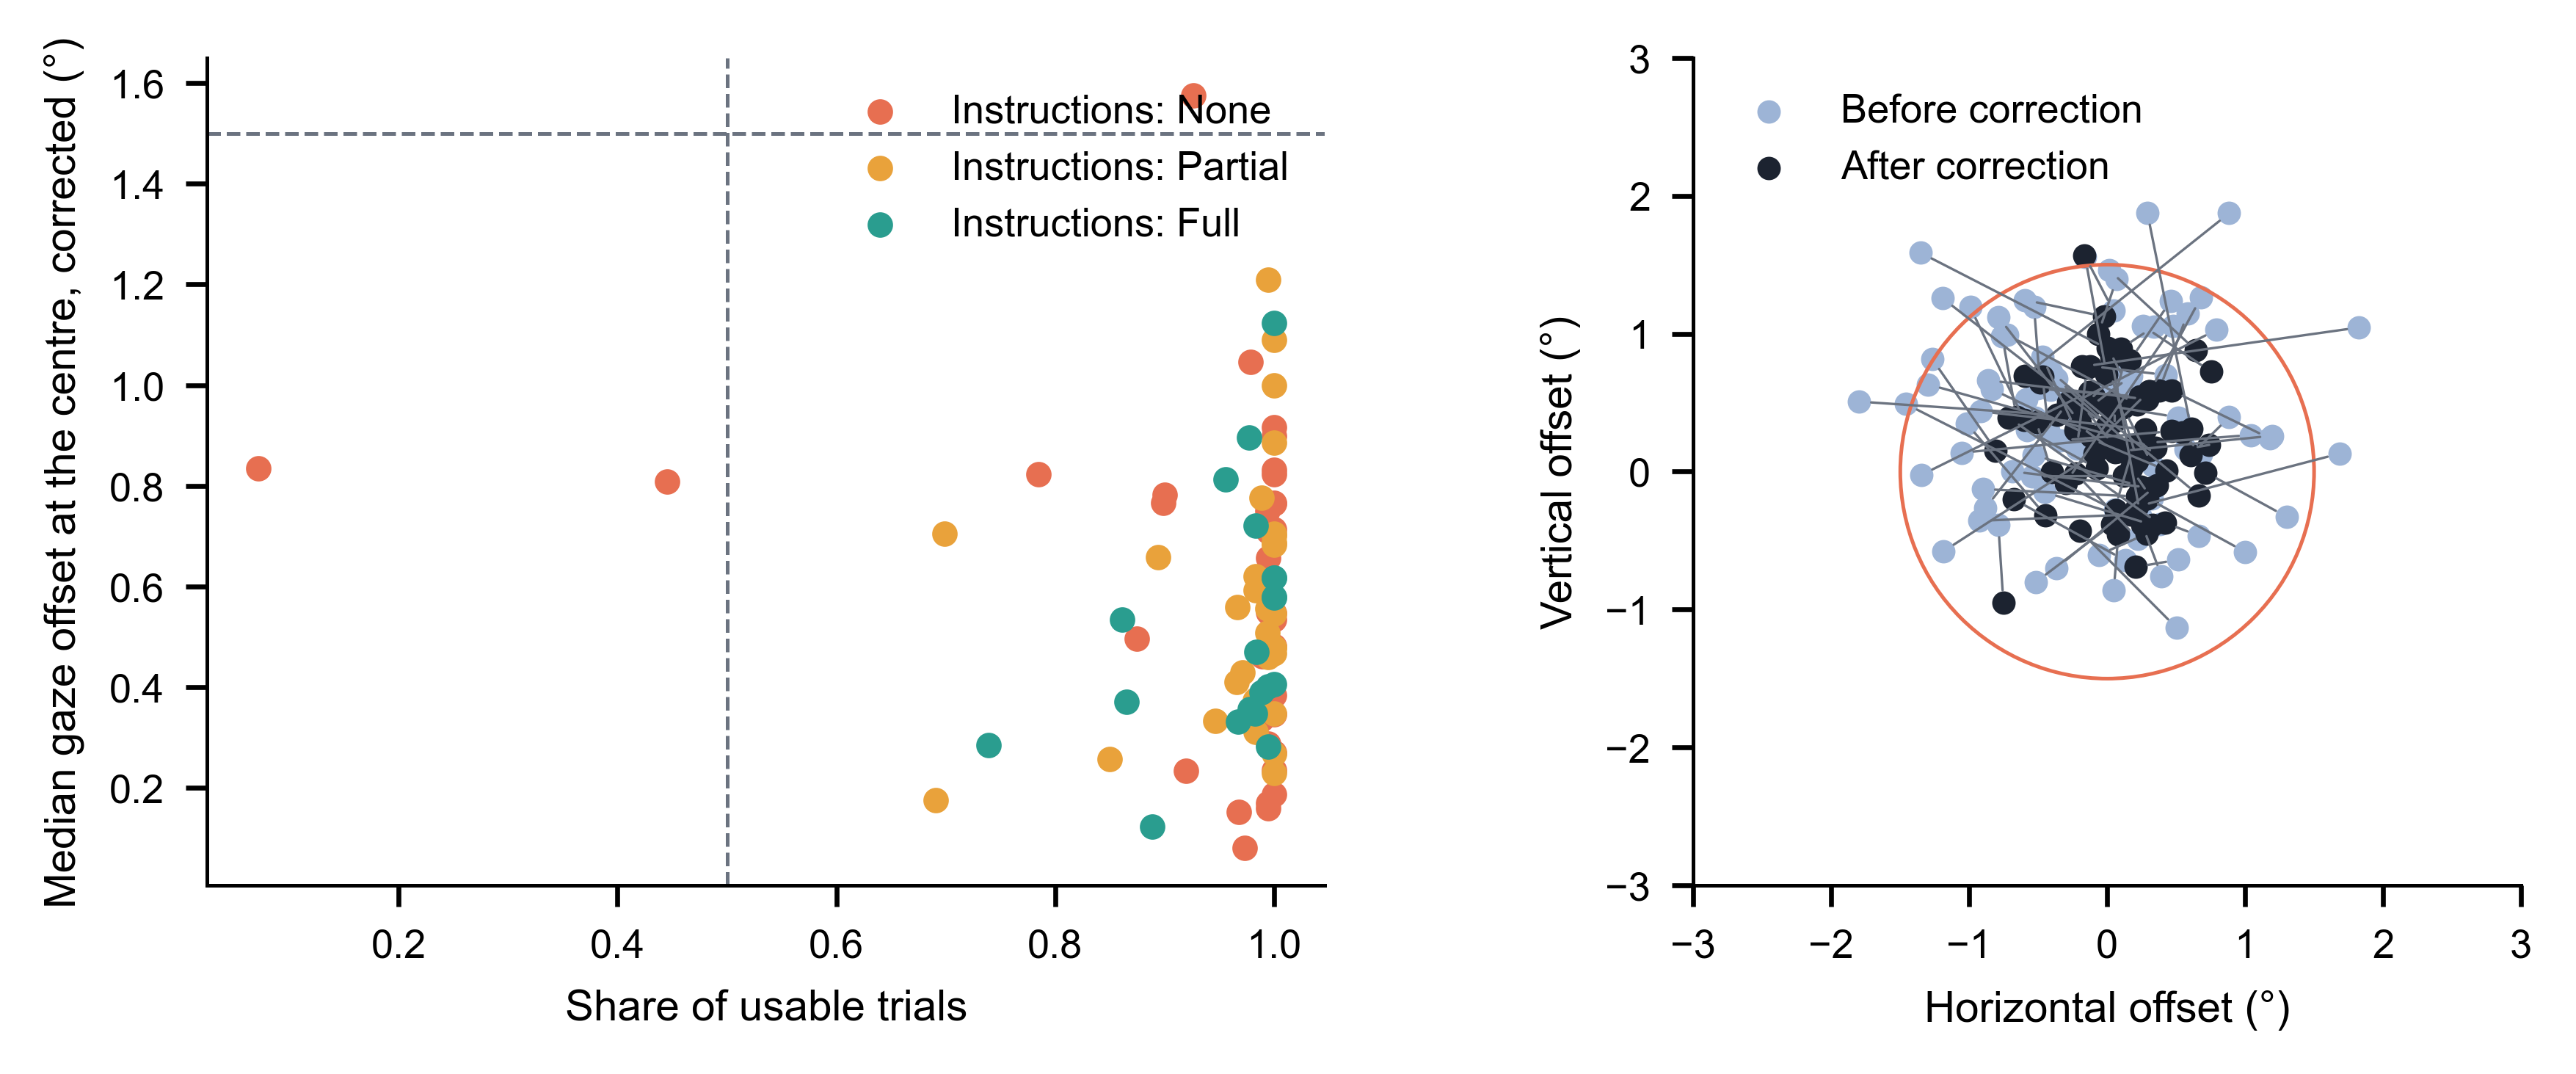 Median gaze offset at the centre, corrected (°)
1.6
1.4
1.2
1.0
0.8
0.6
0.4
0.2
Instructions: None
Instructions: Partial
Instructions: Full
0.2 0.4 0.6 0.8 1.0
Share of usable trials
Vertical offset (°)
3
2
1
0
−1
−2
−3
Before correction
After correction
−3 −2 −1 0 1 2 3
Horizontal offset (°)